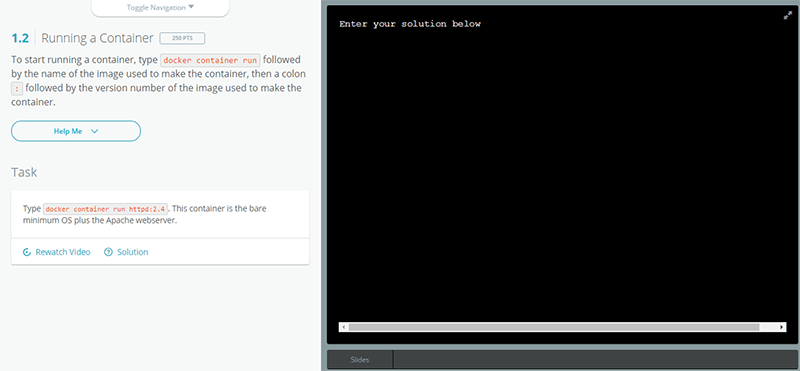 Toggle Navigation
1.2 Running a Container 250 PTS
To start running a container, type docker container run followed
by the name of the image used to make the container, then a colon
: followed by the version number of the image used to make the
container.
Help Me
Task
Type docker container run httpd:2.4. This container is the bare
minimum OS plus the Apache webserver.
Rewatch Video
Solution
Enter your solution below
Slides